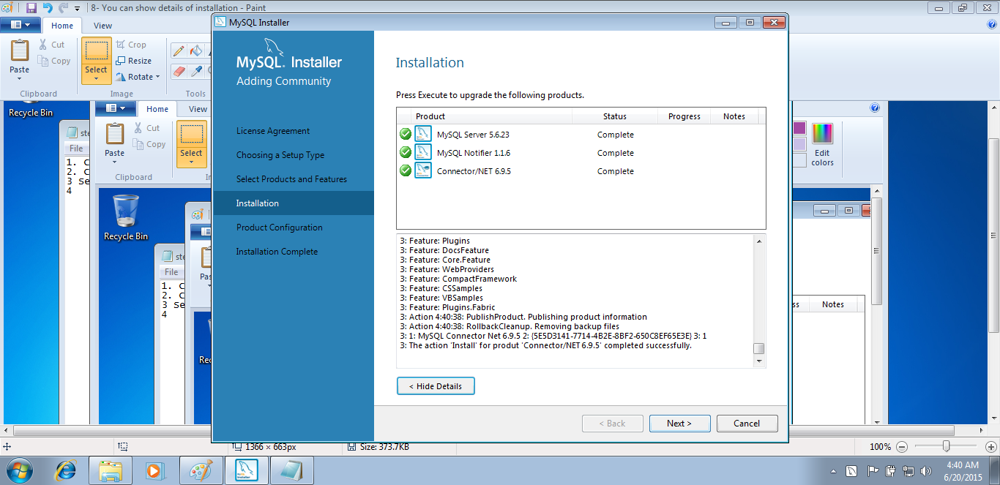 8- You can show details of installation - Paint
Home
View
Paste
Cut
Copy
Clipboard
Select
Crop
Resize
Rotate
Image
Tools
Recycle Bin
File
1. C
2. C
3 Se
4
Home
View
Paste
Cut
Copy
Clipboard
Select
Recycle Bin
File
1. C
2. C
3 Se
4
MySQL Installer
MySQL. Installer
Adding Community
License Agreement
Choosing a Setup Type
Select Products and Features
Installation
Product Configuration
Installation Complete
Installation
Press Execute to upgrade the following products.
Product Status Progress Notes
MySQL Server 5.6.23 Complete
MySQL Notifier 1.1.6 Complete
Connector/NET 6.9.5 Complete
3: Feature: Plugins
3: Feature: DocsFeature
3: Feature: Core.Feature
3: Feature: WebProviders
3: Feature: CompactFramework
3: Feature: CSSamples
3: Feature: VBSamples
3: Feature: Plugins.Fabric
3: Action 4:40:38: PublishProduct. Publishing product information
3: Action 4:40:38: RollbackCleanup. Removing backup files
3: 1: MySQL Connector Net 6.9.5 2: {5E5D3141-7714-4B2E-8BF2-650C8EF65E3E} 3: 1
3: The action 'Install' for produt 'Connector/NET 6.9.5' completed successfully.
< Hide Details
< Back
Next >
Cancel
Edit
colors
Notes
1366 × 663px
Size: 373.7KB
100%
4:40 AM
6/20/2015